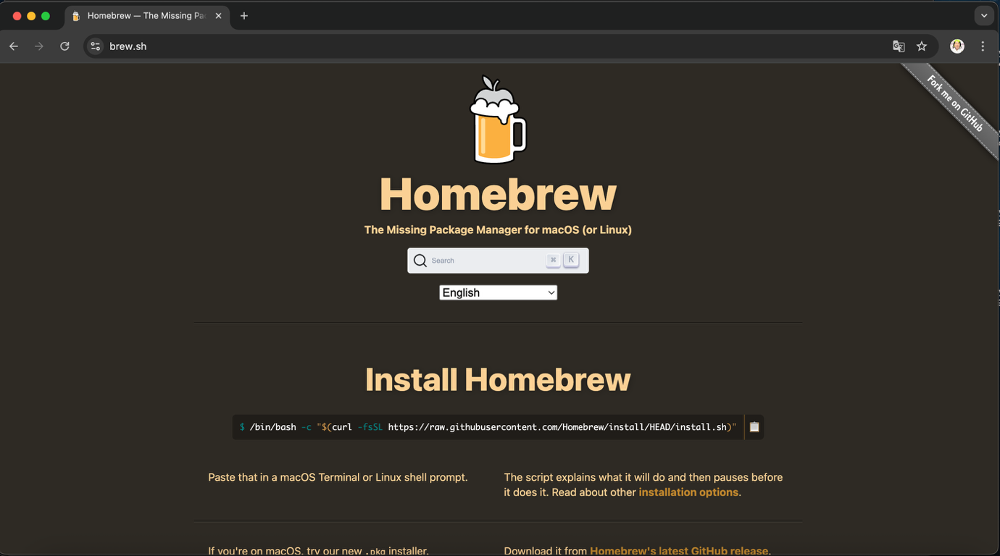 Homebrew — The Missing Pa
brew.sh
Fork me on GitHub
Homebrew
The Missing Package Manager for macOS (or Linux)
Search ⌘ K
English
Install Homebrew
$ /bin/bash -c "$(curl -fsSL https://raw.githubusercontent.com/Homebrew/install/HEAD/install.sh)"
Paste that in a macOS Terminal or Linux shell prompt.
The script explains what it will do and then pauses before
it does it. Read about other installation options.
If you're on macOS, try our new .pkg installer.
Download it from Homebrew's latest GitHub release.